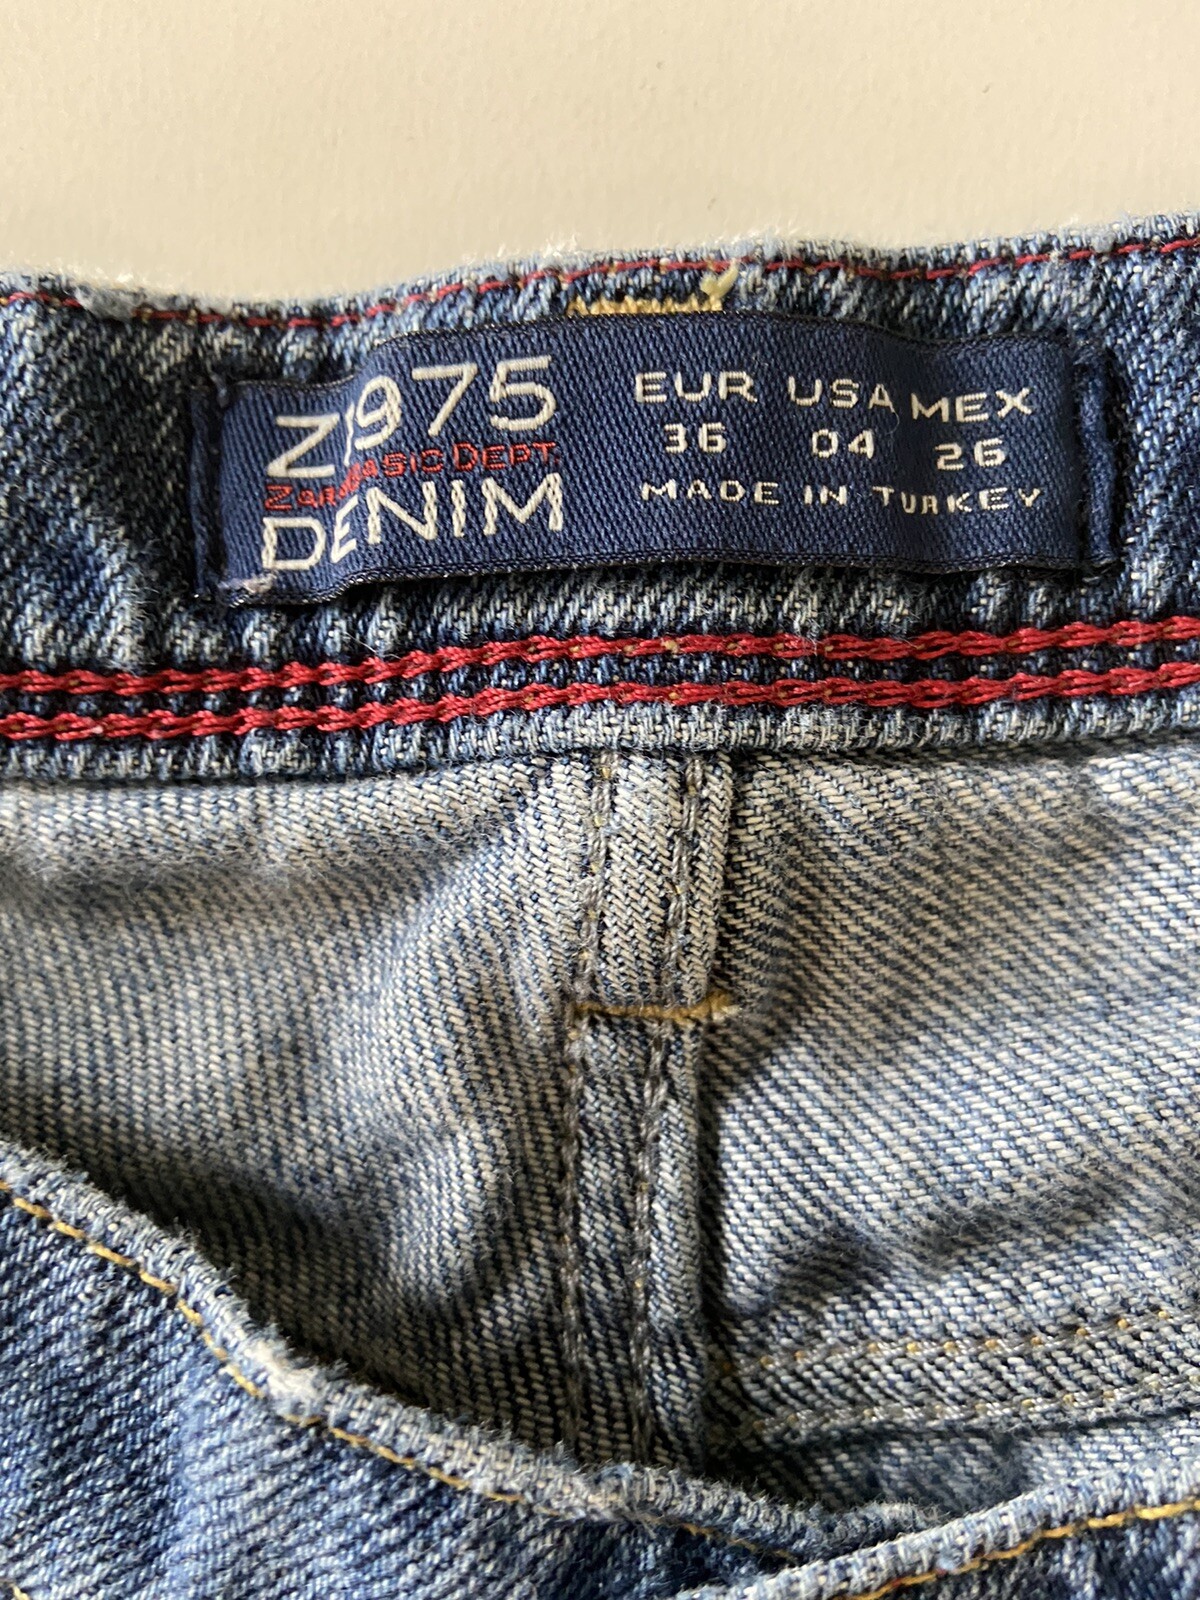 Z1975
ZARA BASIC DEPT.
DENIM
EUR USA MEX
36 04 26
MADE IN TURKEY